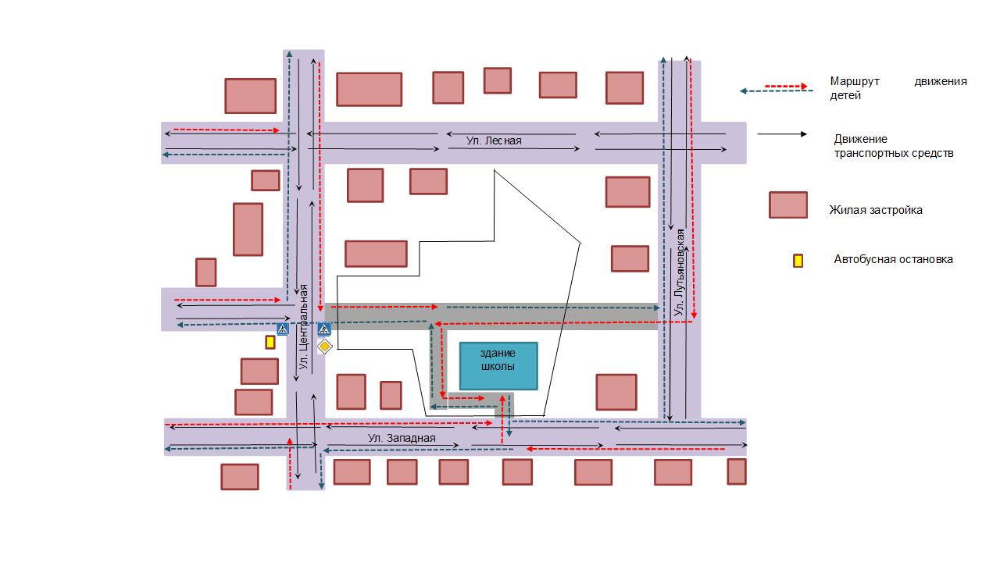 Маршрут движения
детей
Ул. Лесная
Движение
транспортных средств
Жилая застройка
Ул. Лутьяновская
Автобусная остановка
Ул. Центральная
здание
школы
Ул. Западная